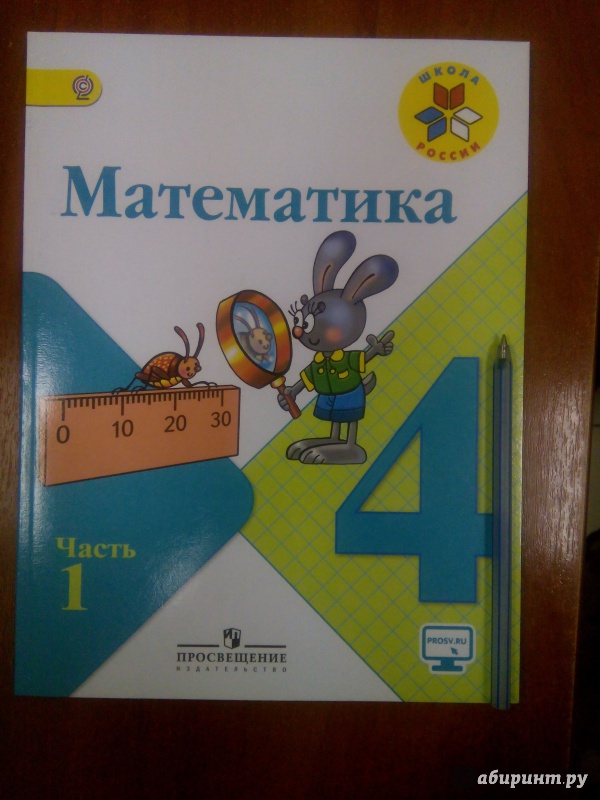 ШКОЛА
РОССИИ
Математика
0 10 20 30
4
Часть
1
PROSV.RU
ПРОСВЕЩЕНИЕ
ИЗДАТЕЛЬСТВО
абиринт.ру